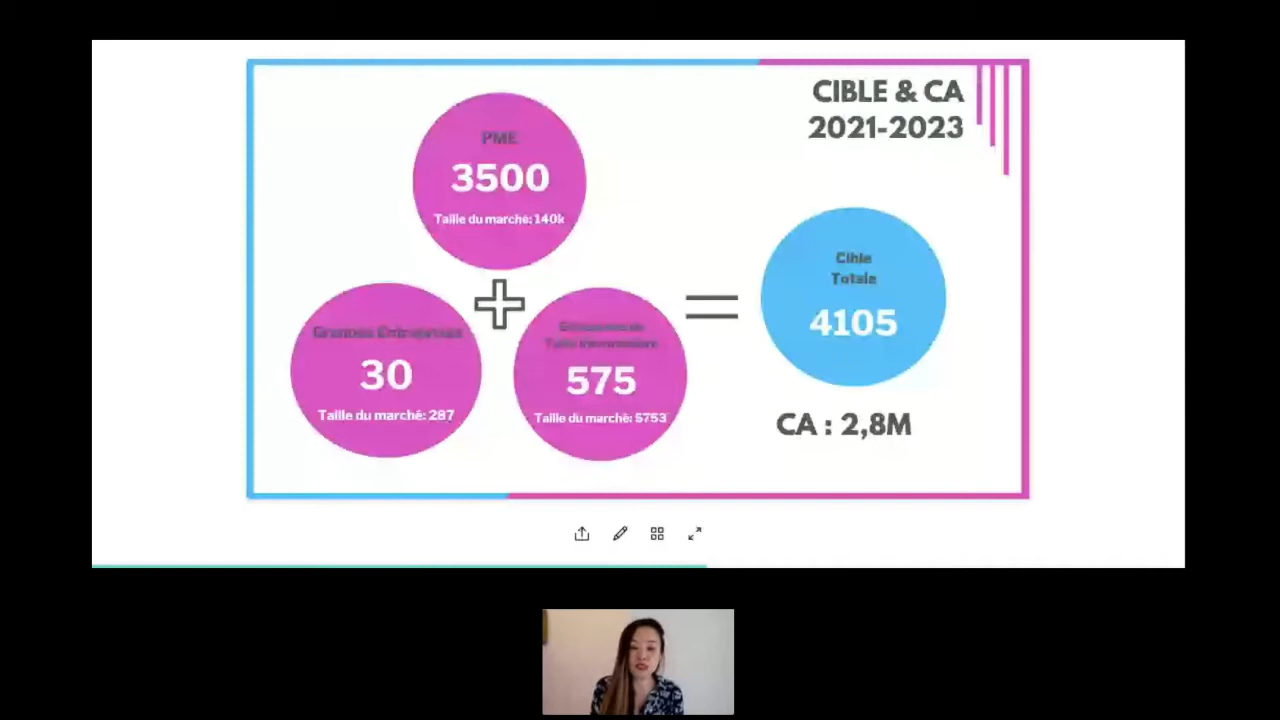 CIBLE & CA
2021-2023
PME
3500
Taille du marché: 140k
Grandes Entreprises
30
Taille du marché: 287
Entreprises de
Taille Intermédiaire
575
Taille du marché: 5753
Cible
Totale
4105
CA : 2,8M